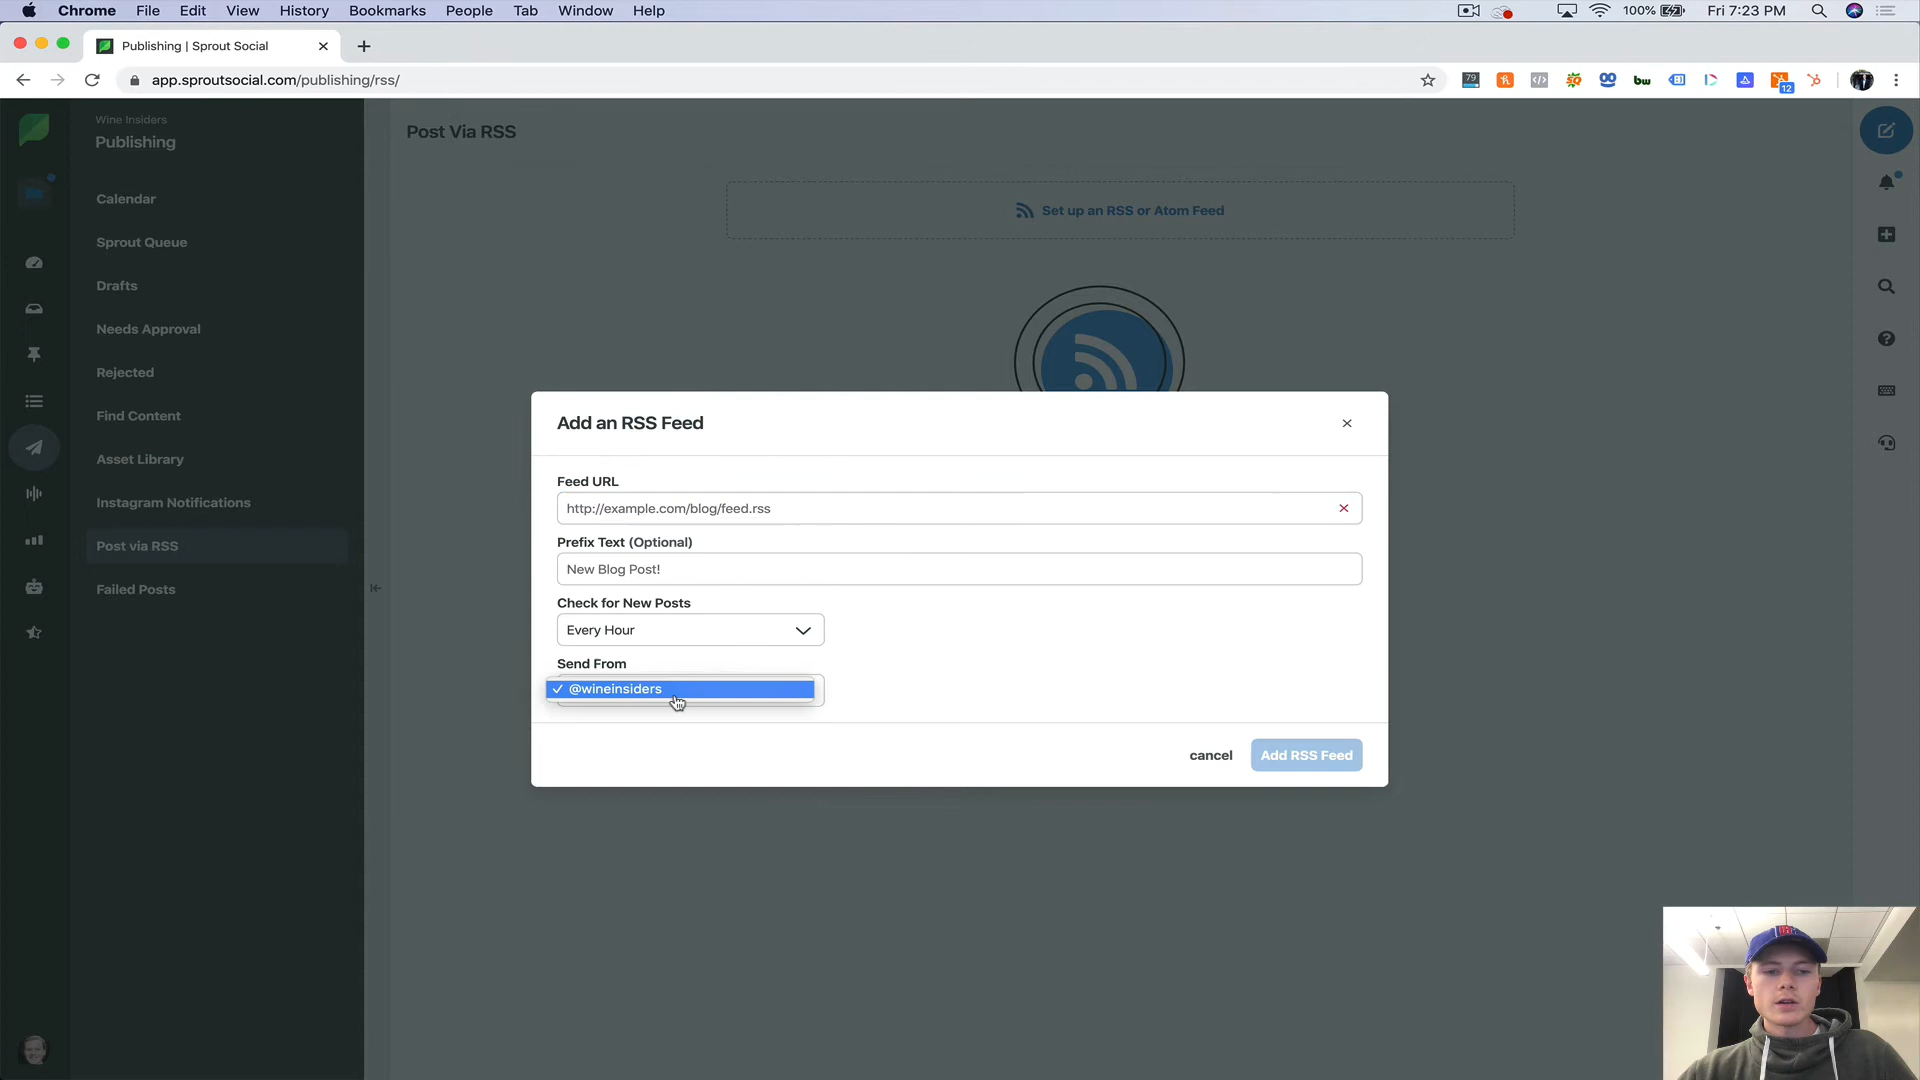 Chrome File Edit View History Bookmarks People Tab Window Help 100% Fri 7:23 PM
Publishing | Sprout Social
app.sproutsocial.com/publishing/rss/
79
bw
12
Wine Insiders
Publishing
Calendar
Sprout Queue
Drafts
Needs Approval
Rejected
Find Content
Asset Library
Instagram Notifications
Post via RSS
Failed Posts
Post Via RSS
Set up an RSS or Atom Feed
Add an RSS Feed
Feed URL
http://example.com/blog/feed.rss
Prefix Text (Optional)
New Blog Post!
Check for New Posts
Every Hour
Send From
✓ @wineinsiders
cancel Add RSS Feed